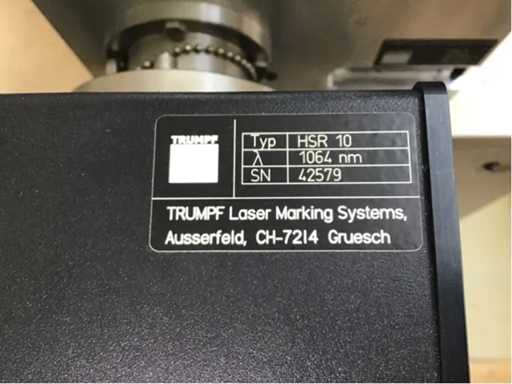 TRUMPF
Typ HSR 10
λ 1064 nm
SN 42579
TRUMPF Laser Marking Systems,
Ausserfeld, CH-7214 Gruesch